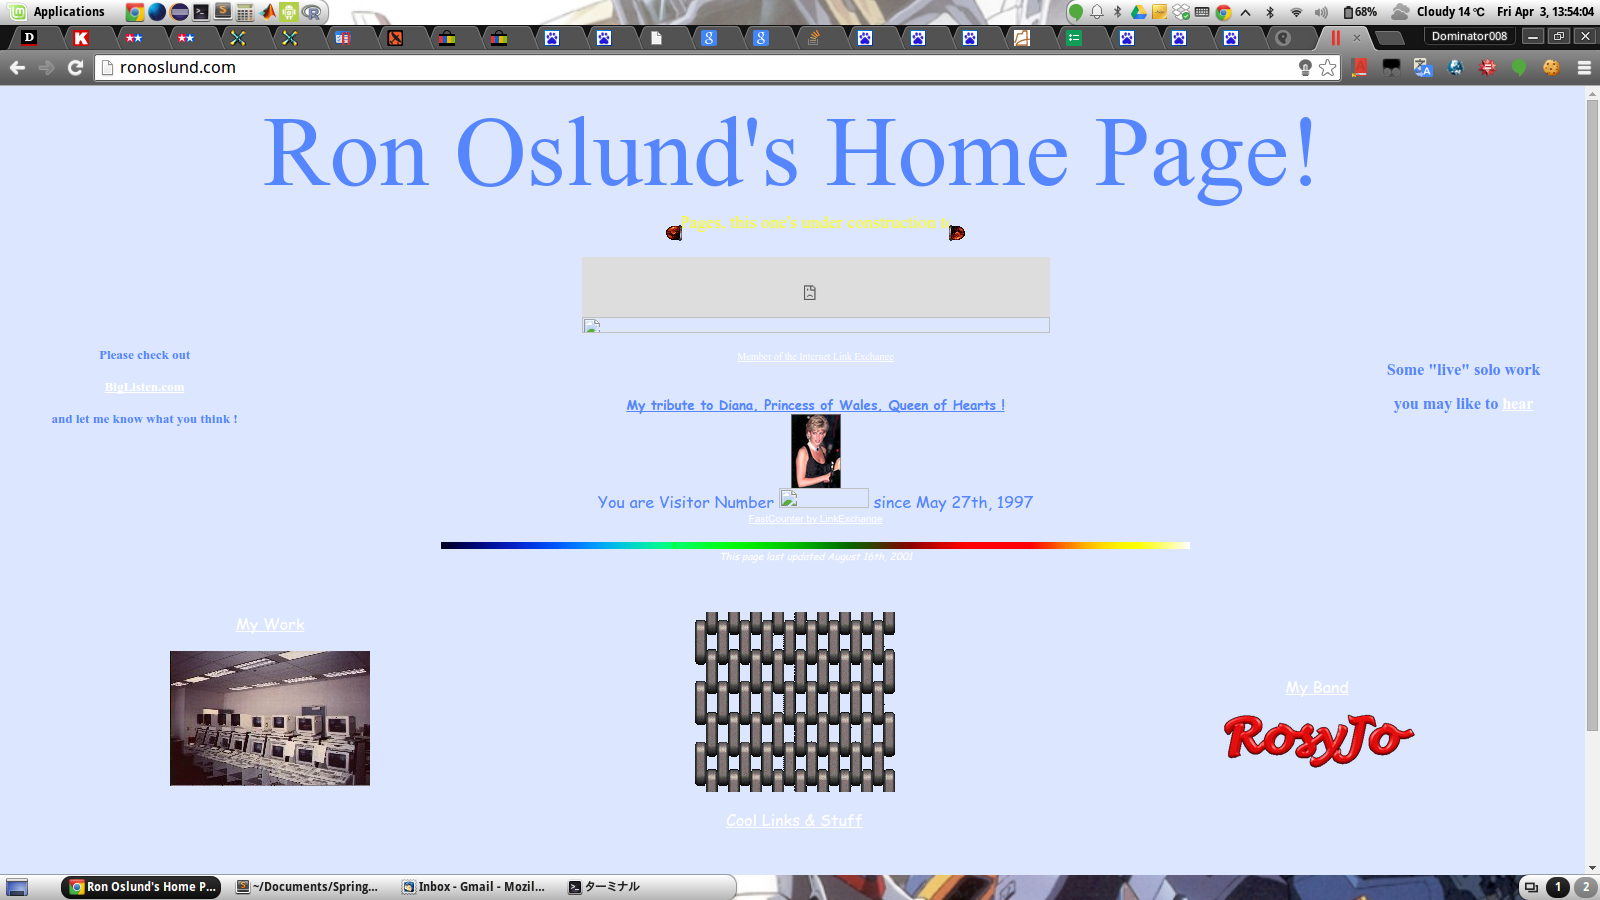 Applications
68%
Cloudy 14 °C
Fri Apr 3, 13:54:04
Dominator008
ronoslund.com
Ron Oslund's Home Page!
Pages, this one's under construction
Please check out
BigListen.com
and let me know what you think !
Member of the Internet Link Exchange
Some "live" solo work
you may like to hear
My tribute to Diana, Princess of Wales, Queen of Hearts !
You are Visitor Number since May 27th, 1997
FastCounter by LinkExchange
This page last updated August 16th, 2001
My Work
My Band
RosyJo
Cool Links & Stuff
Ron Oslund's Home P...
~/Documents/Spring...
Inbox - Gmail - Mozil...
ターミナル
1
2